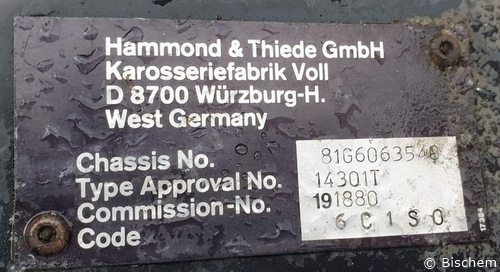 Hammond & Thiede GmbH
Karosseriefabrik Voll
D 8700 Würzburg-H.
West Germany
Chassis No.
Type Approval No. 14301T
Commission-No. 191880
Code 6C1SO
© Bischem